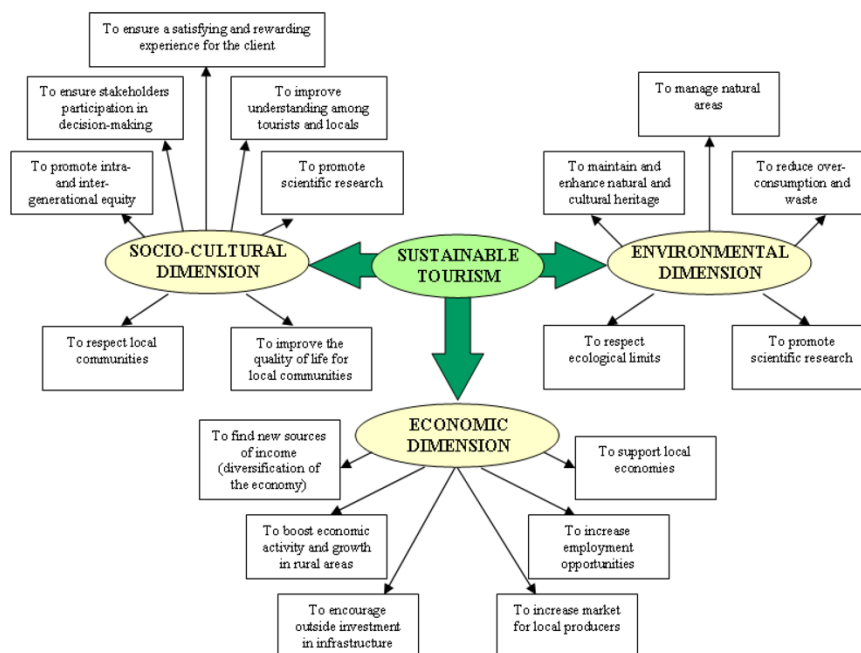 To ensure a satisfying and rewarding
experience for the client
To ensure stakeholders
participation in
decision-making
To improve
understanding among
tourists and locals
To promote intra-
and inter-
generational equity
To promote
scientific research
SOCIO-CULTURAL
DIMENSION
To respect local
communities
To improve the
quality of life for
local communities
SUSTAINABLE
TOURISM
To manage natural
areas
To maintain and
enhance natural and
cultural heritage
To reduce over-
consumption and
waste
ENVIRONMENTAL
DIMENSION
To respect
ecological limits
To promote
scientific research
ECONOMIC
DIMENSION
To find new sources
of income
(diversification of
the economy)
To support local
economies
To boost economic
activity and growth
in rural areas
To increase
employment
opportunities
To encourage
outside investment
in infrastructure
To increase market
for local producers